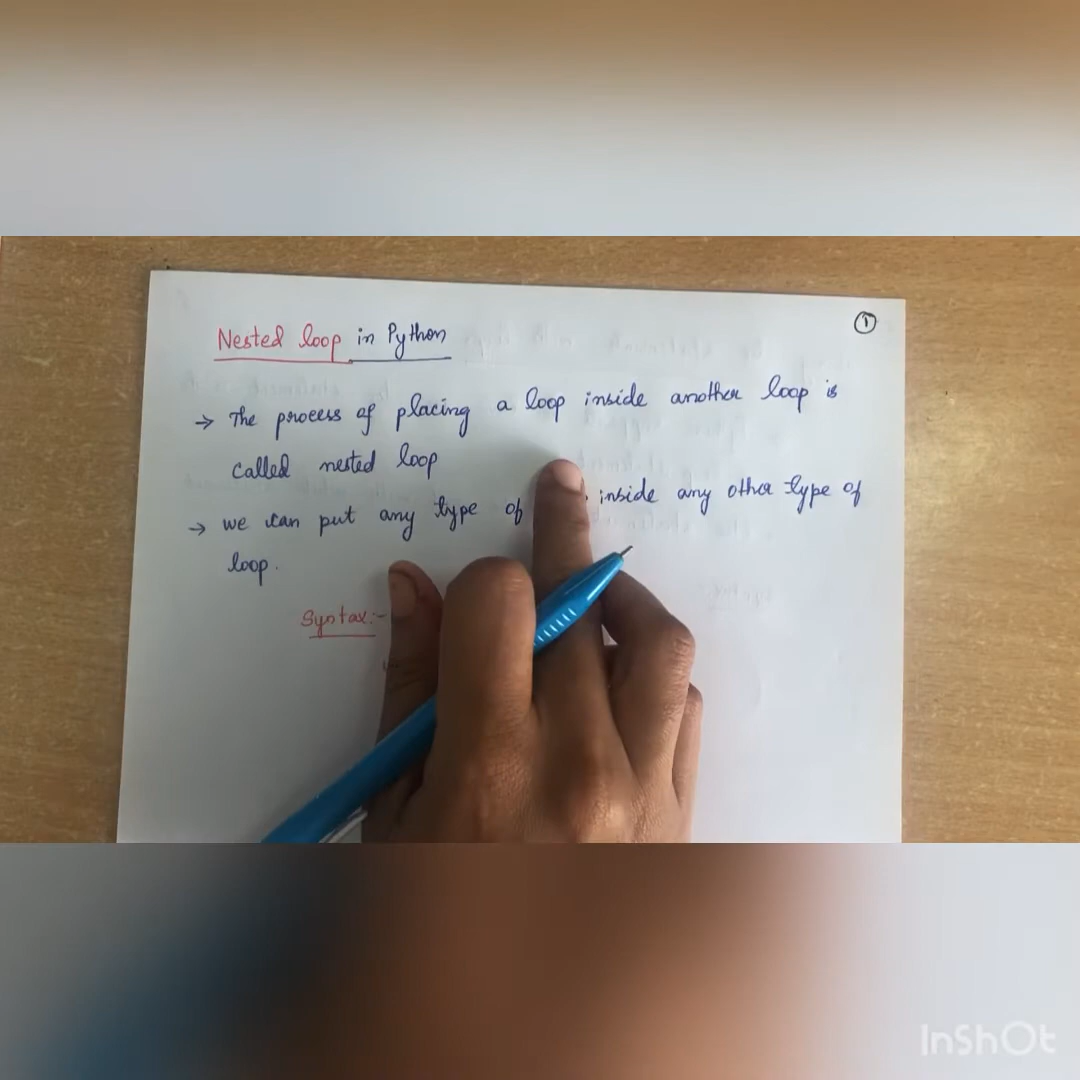 Nested loop in Python
①
→ The process of placing a loop inside another loop is
called nested loop
→ we can put any type of inside any other type of
loop.
Syntax:-
InShOt